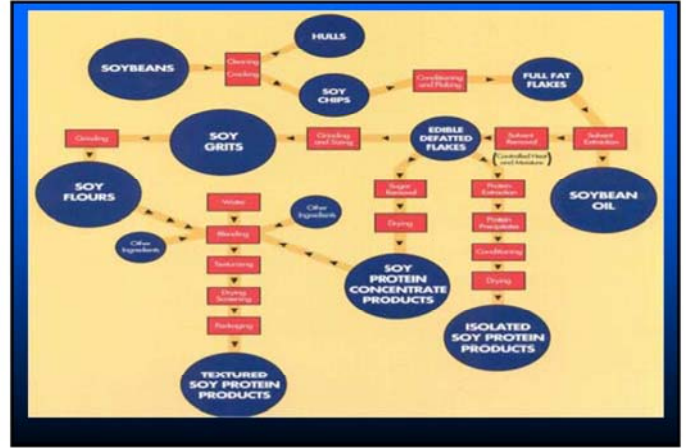 HULLS
SOYBEANS
Cleaning
Cracking
SOY
CHIPS
Conditioning
and Flaking
FULL FAT
FLAKES
Grinding
SOY
GRITS
Grinding
and Sizing
EDIBLE
DEFATTED
FLAKES
Solvent
Removed
(Controlled Heat
and Moisture)
Solvent
Extraction
SOY
FLOURS
SOYBEAN
OIL
Water
Other
Ingredients
Blending
Other
Ingredients
Sugar
Removed
Drying
Protein
Extraction
Protein
Precipitates
Conditioning
Drying
Texturizing
Drying
Screening
Packaging
SOY
PROTEIN
CONCENTRATE
PRODUCTS
ISOLATED
SOY PROTEIN
PRODUCTS
TEXTURED
SOY PROTEIN
PRODUCTS